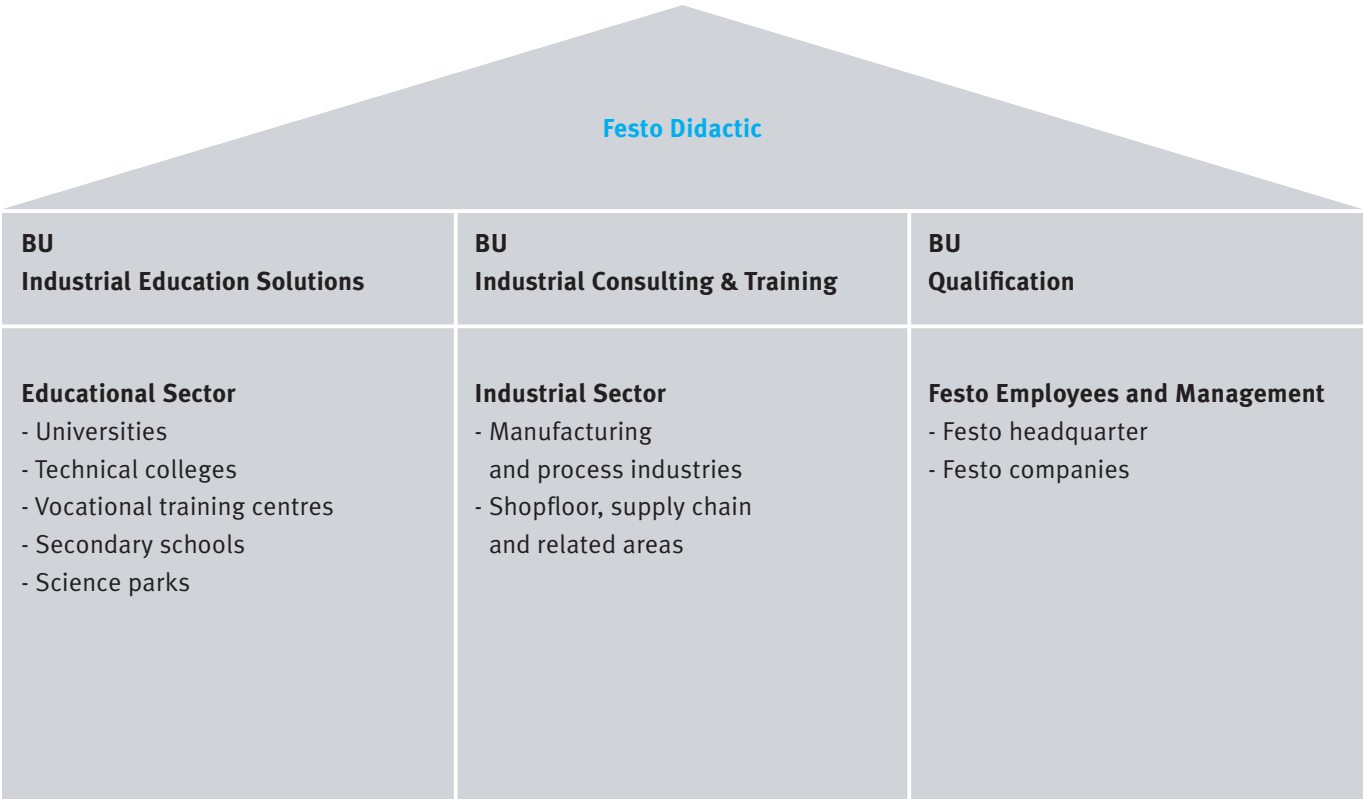 Festo Didactic
BU
Industrial Education Solutions
BU
Industrial Consulting & Training
BU
Qualification
Educational Sector
- Universities
- Technical colleges
- Vocational training centres
- Secondary schools
- Science parks
Industrial Sector
- Manufacturing
and process industries
- Shopfloor, supply chain
and related areas
Festo Employees and Management
- Festo headquarter
- Festo companies